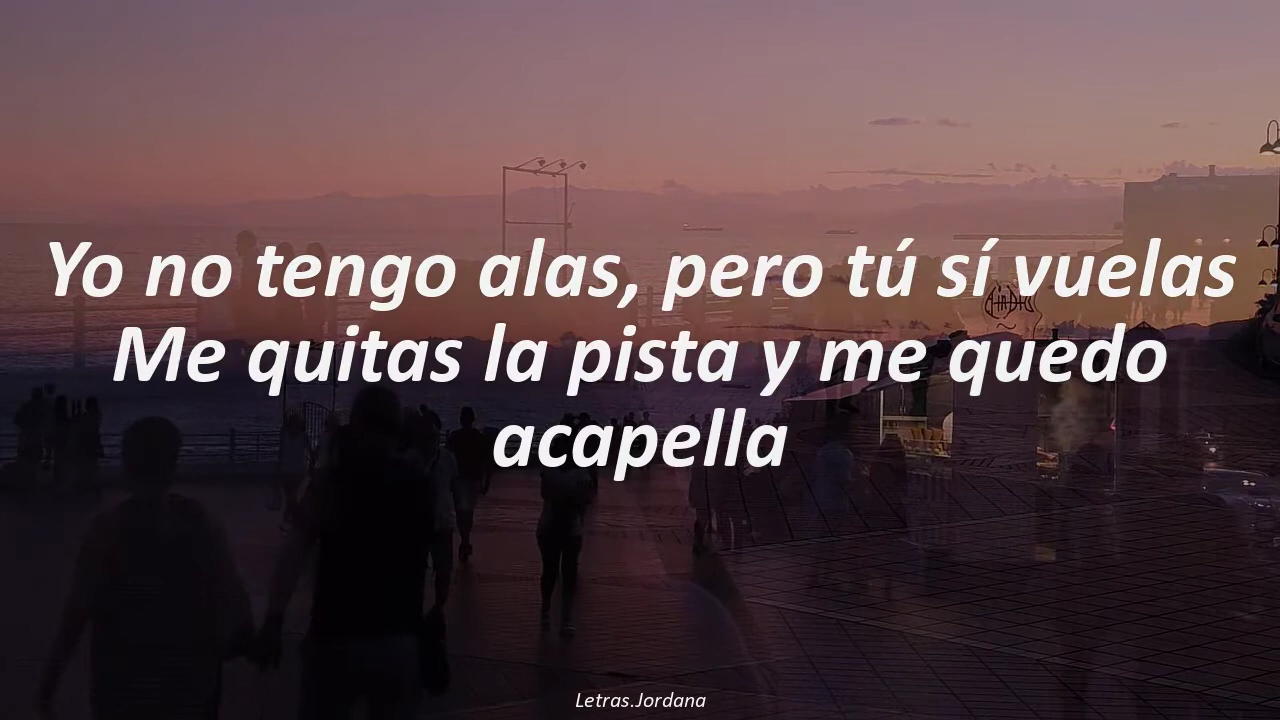 Yo no tengo alas, pero tú sí vuelas
Me quitas la pista y me quedo
acapella
Letras.Jordana